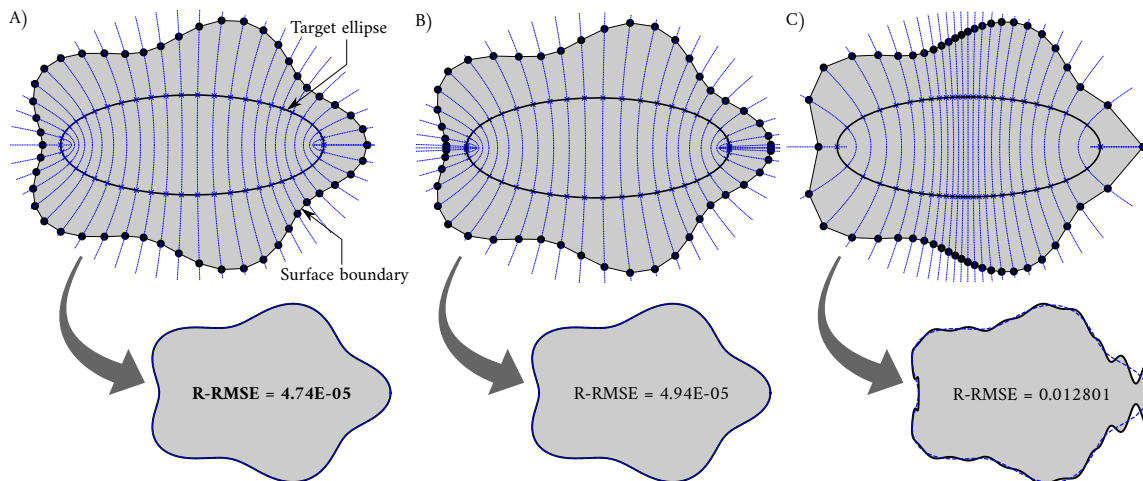 A)
B)
C)
Target ellipse
Surface boundary
R-RMSE = 4.74E-05
R-RMSE = 4.94E-05
R-RMSE = 0.012801